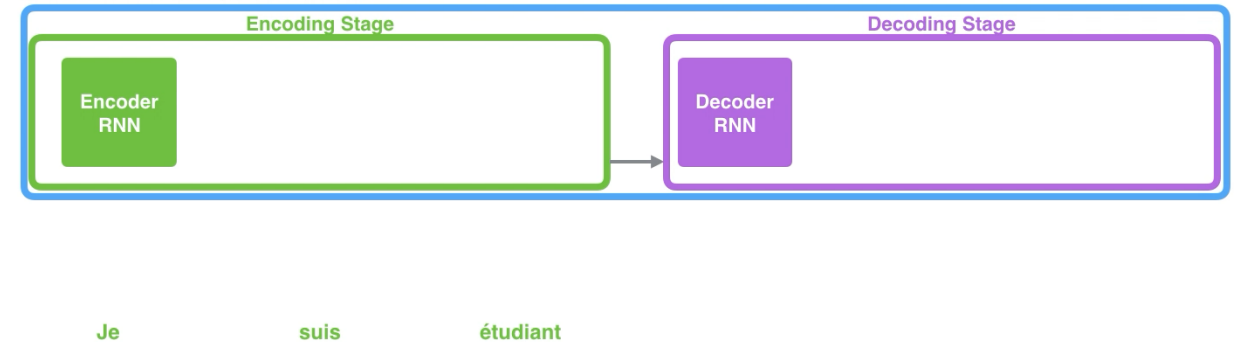 Encoding Stage
Decoding Stage
Encoder
RNN
Decoder
RNN
Je suis étudiant